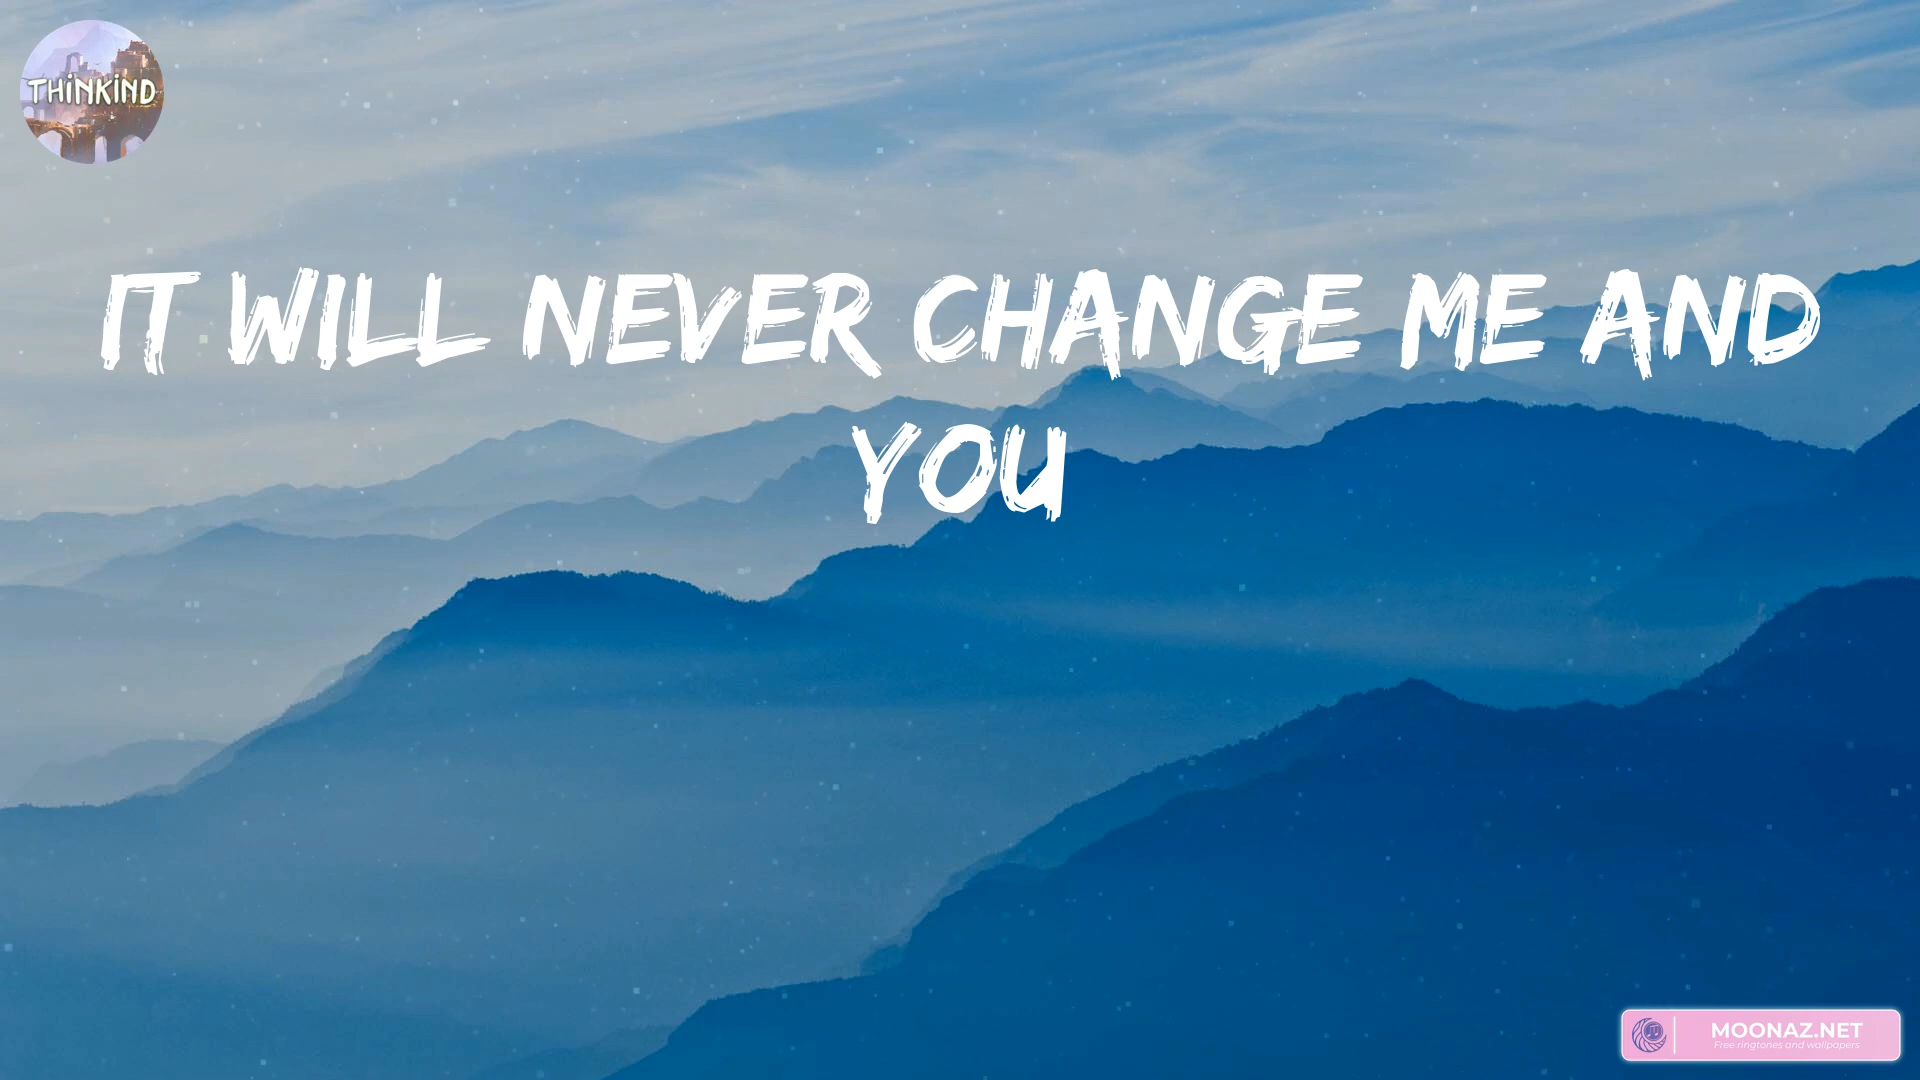 THINKIND
IT WILL NEVER CHANGE ME AND
YOU
MOONAZ.NET
Free ringtones and wallpapers